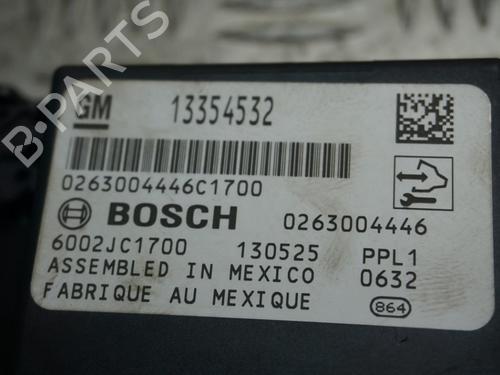 GM 13354532
0263004446C1700
BOSCH 0263004446
6002JC1700 130525 PPL1
ASSEMBLED IN MEXICO 0632
FABRIQUE AU MEXIQUE 864
B-PARTS